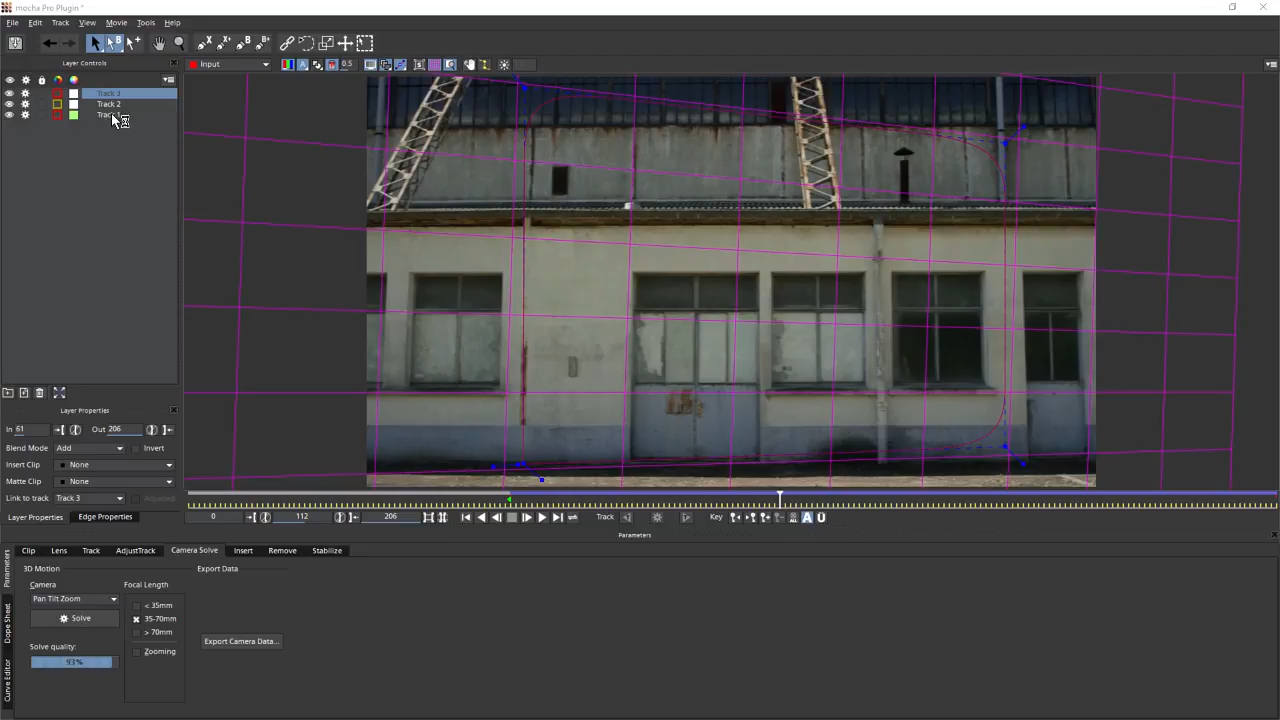 mocha Pro Plugin *
File Edit Track View Movie Tools Help
Layer Controls
Input
0.5
Track 3
Track 2
Layer Properties
In 61 Out 206
Blend Mode Add Invert
Insert Clip None
Matte Clip None
Link to track Track 3 Adjusted
Layer Properties Edge Properties
0 112 206 Track Key A U
Parameters
Clip Lens Track AdjustTrack Camera Solve Insert Remove Stabilize
3D Motion Export Data
Camera Focal Length
Pan Tilt Zoom
< 35mm
Solve
35-70mm
> 70mm
Export Camera Data...
Solve quality:
Zooming
93%
Parameters
Dope Sheet
Curve Editor